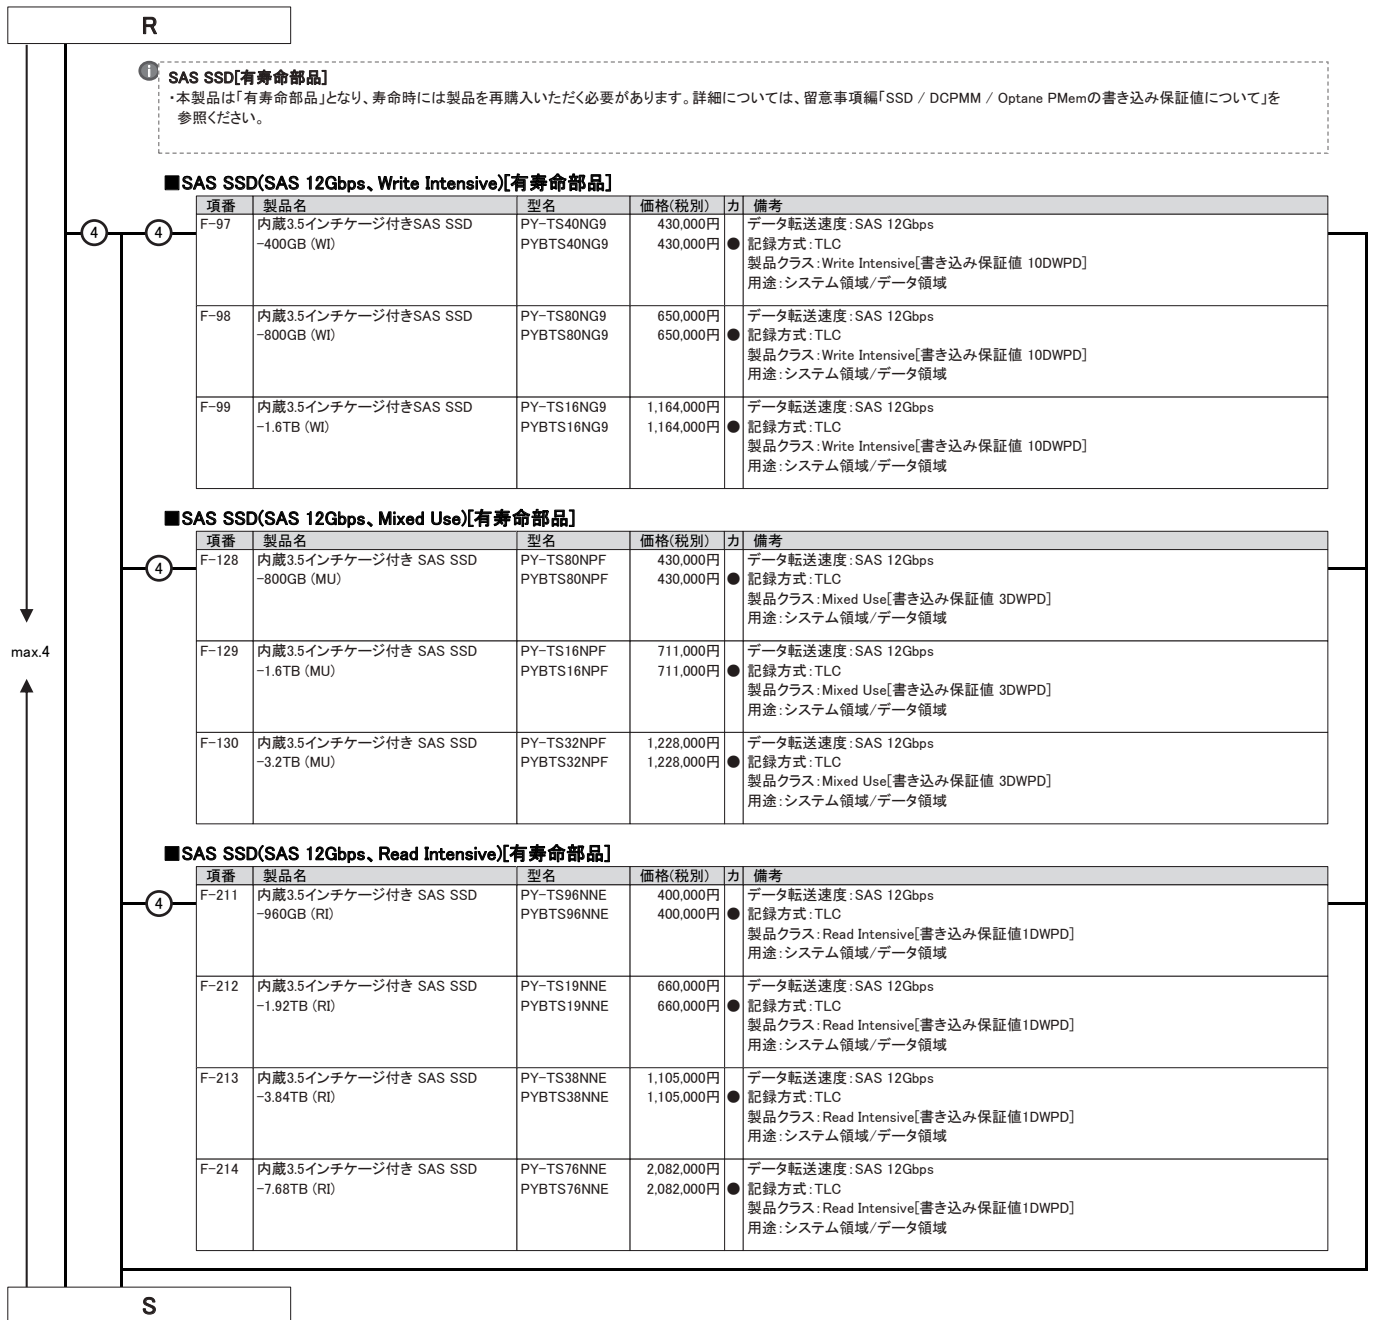 R
i
SAS SSD[有寿命部品]
・本製品は「有寿命部品」となり、寿命時には製品を再購入いただく必要があります。詳細については、留意事項編「SSD / DCPMM / Optane PMemの書き込み保証値について」を
参照ください。
■SAS SSD(SAS 12Gbps、Write Intensive)[有寿命部品]
項番 製品名 型名 価格(税別) カ 備考
4 4 F-97 内蔵3.5インチケージ付きSAS SSD PY-TS40NG9 430,000円 データ転送速度:SAS 12Gbps
-400GB (WI) PYBTS40NG9 430,000円 ● 記録方式:TLC
製品クラス:Write Intensive[書き込み保証値 10DWPD]
用途:システム領域/データ領域
F-98 内蔵3.5インチケージ付きSAS SSD PY-TS80NG9 650,000円 データ転送速度:SAS 12Gbps
-800GB (WI) PYBTS80NG9 650,000円 ● 記録方式:TLC
製品クラス:Write Intensive[書き込み保証値 10DWPD]
用途:システム領域/データ領域
F-99 内蔵3.5インチケージ付きSAS SSD PY-TS16NG9 1,164,000円 データ転送速度:SAS 12Gbps
-1.6TB (WI) PYBTS16NG9 1,164,000円 ● 記録方式:TLC
製品クラス:Write Intensive[書き込み保証値 10DWPD]
用途:システム領域/データ領域
■SAS SSD(SAS 12Gbps、Mixed Use)[有寿命部品]
項番 製品名 型名 価格(税別) カ 備考
4 F-128 内蔵3.5インチケージ付き SAS SSD PY-TS80NPF 430,000円 データ転送速度:SAS 12Gbps
-800GB (MU) PYBTS80NPF 430,000円 ● 記録方式:TLC
製品クラス:Mixed Use[書き込み保証値 3DWPD]
用途:システム領域/データ領域
max.4
F-129 内蔵3.5インチケージ付き SAS SSD PY-TS16NPF 711,000円 データ転送速度:SAS 12Gbps
-1.6TB (MU) PYBTS16NPF 711,000円 ● 記録方式:TLC
製品クラス:Mixed Use[書き込み保証値 3DWPD]
用途:システム領域/データ領域
F-130 内蔵3.5インチケージ付き SAS SSD PY-TS32NPF 1,228,000円 データ転送速度:SAS 12Gbps
-3.2TB (MU) PYBTS32NPF 1,228,000円 ● 記録方式:TLC
製品クラス:Mixed Use[書き込み保証値 3DWPD]
用途:システム領域/データ領域
■SAS SSD(SAS 12Gbps、Read Intensive)[有寿命部品]
項番 製品名 型名 価格(税別) カ 備考
4 F-211 内蔵3.5インチケージ付き SAS SSD PY-TS96NNE 400,000円 データ転送速度:SAS 12Gbps
-960GB (RI) PYBTS96NNE 400,000円 ● 記録方式:TLC
製品クラス:Read Intensive[書き込み保証値1DWPD]
用途:システム領域/データ領域
F-212 内蔵3.5インチケージ付き SAS SSD PY-TS19NNE 660,000円 データ転送速度:SAS 12Gbps
-1.92TB (RI) PYBTS19NNE 660,000円 ● 記録方式:TLC
製品クラス:Read Intensive[書き込み保証値1DWPD]
用途:システム領域/データ領域
F-213 内蔵3.5インチケージ付き SAS SSD PY-TS38NNE 1,105,000円 データ転送速度:SAS 12Gbps
-3.84TB (RI) PYBTS38NNE 1,105,000円 ● 記録方式:TLC
製品クラス:Read Intensive[書き込み保証値1DWPD]
用途:システム領域/データ領域
F-214 内蔵3.5インチケージ付き SAS SSD PY-TS76NNE 2,082,000円 データ転送速度:SAS 12Gbps
-7.68TB (RI) PYBTS76NNE 2,082,000円 ● 記録方式:TLC
製品クラス:Read Intensive[書き込み保証値1DWPD]
用途:システム領域/データ領域
S